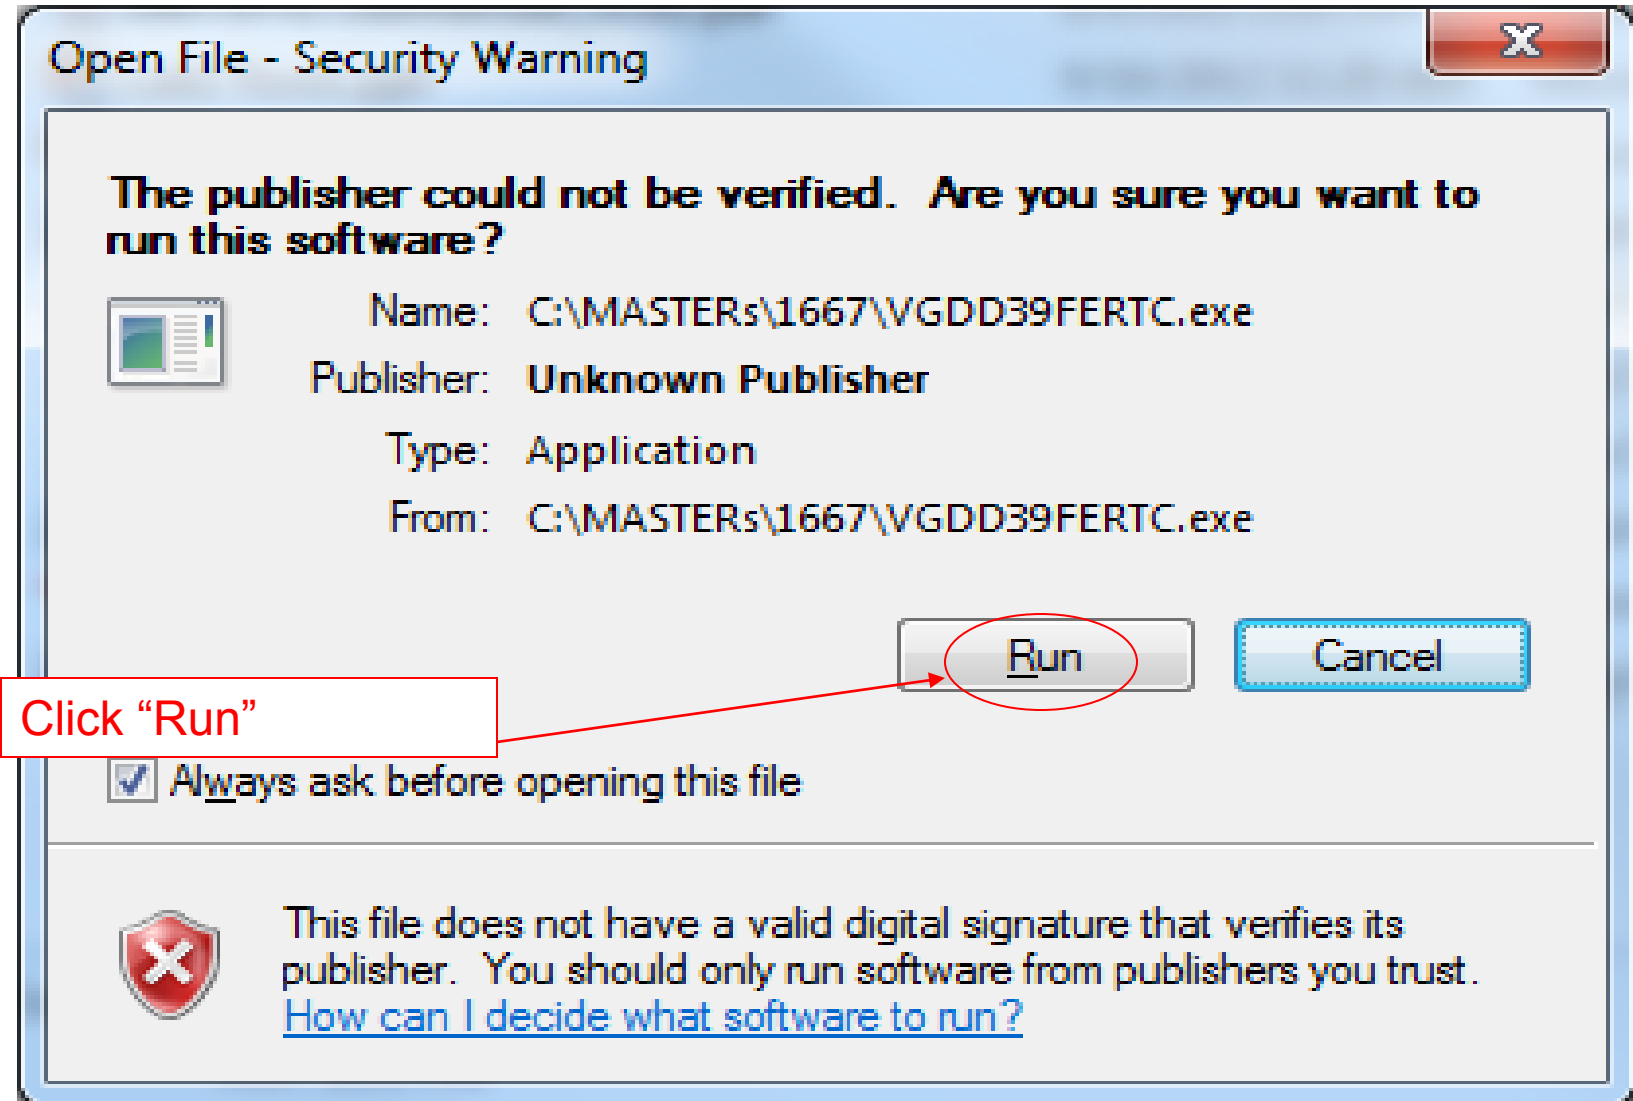 Open File - Security Warning
The publisher could not be verified.  Are you sure you want to
run this software?
Name: C:\MASTERs\1667\VGDD39FERTC.exe
Publisher: Unknown Publisher
Type: Application
From: C:\MASTERs\1667\VGDD39FERTC.exe
Run Cancel
Click “Run”
Always ask before opening this file
This file does not have a valid digital signature that verifies its
publisher.  You should only run software from publishers you trust.
How can I decide what software to run?